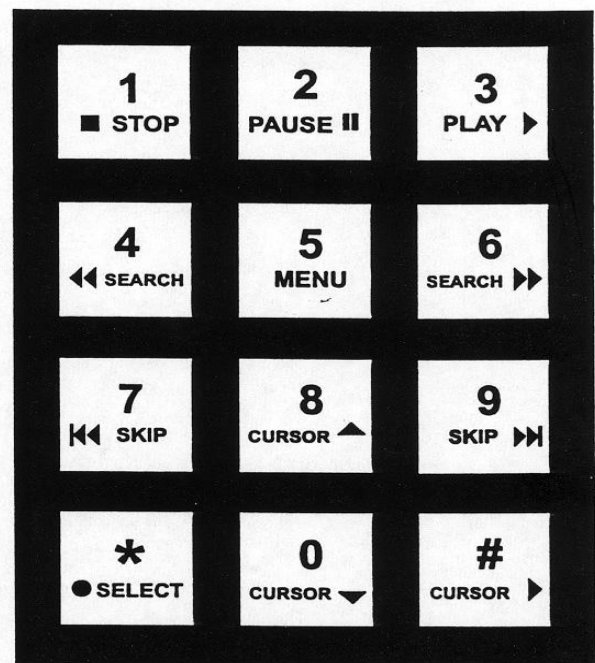 1 2 3
■ STOP PAUSE ⏸ PLAY ▶
4 5 6
◀◀ SEARCH MENU SEARCH ▶▶
7 8 9
⏮ SKIP CURSOR ▲ SKIP ⏭
* 0 #
● SELECT CURSOR ▼ CURSOR ▶